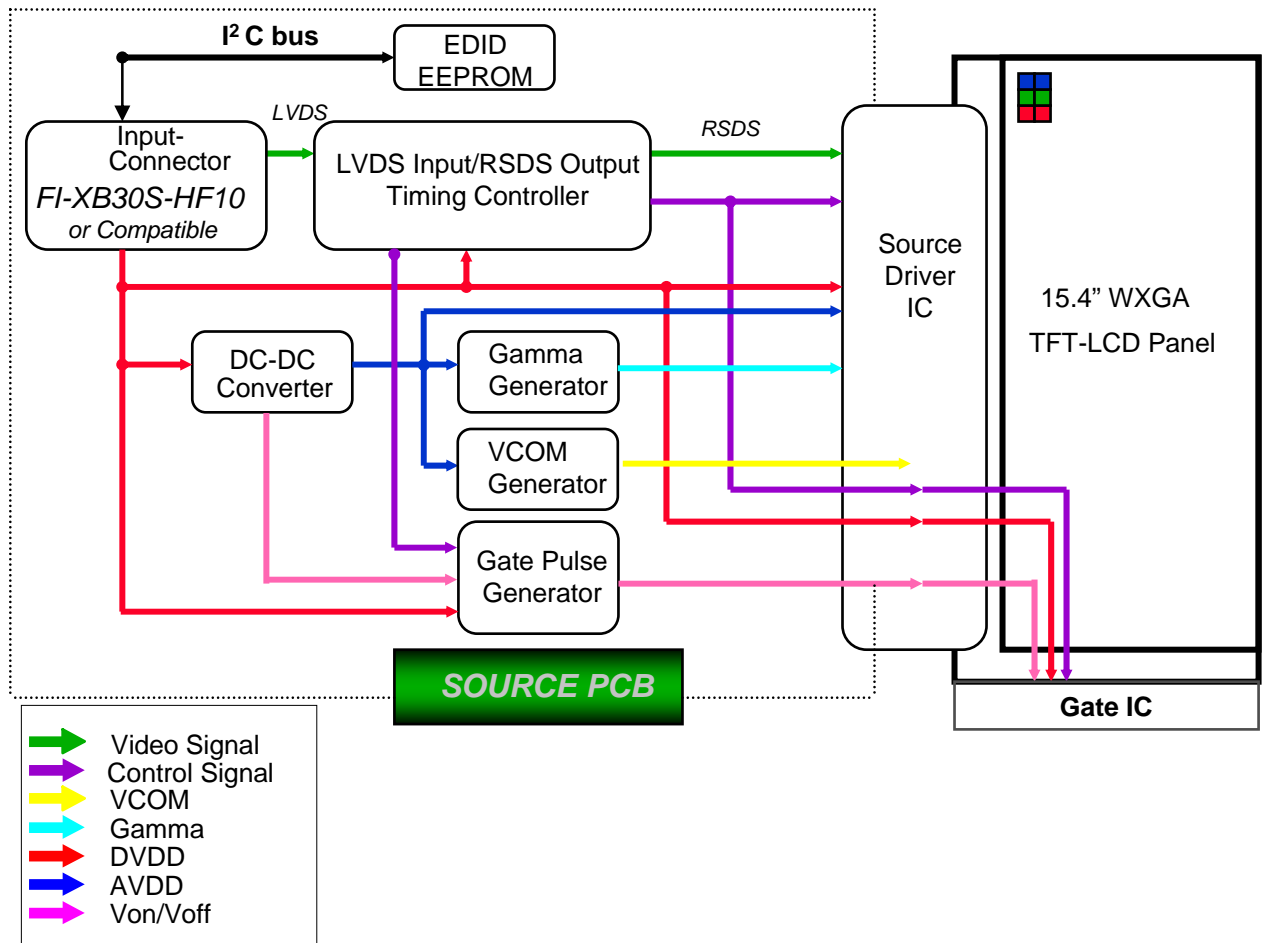 I² C bus
EDID
EEPROM
LVDS
RSDS
Input-
Connector
FI-XB30S-HF10
or Compatible
LVDS Input/RSDS Output
Timing Controller
Source
Driver
IC
15.4” WXGA
TFT-LCD Panel
DC-DC
Converter
Gamma
Generator
VCOM
Generator
Gate Pulse
Generator
SOURCE PCB
Gate IC
Video Signal
Control Signal
VCOM
Gamma
DVDD
AVDD
Von/Voff